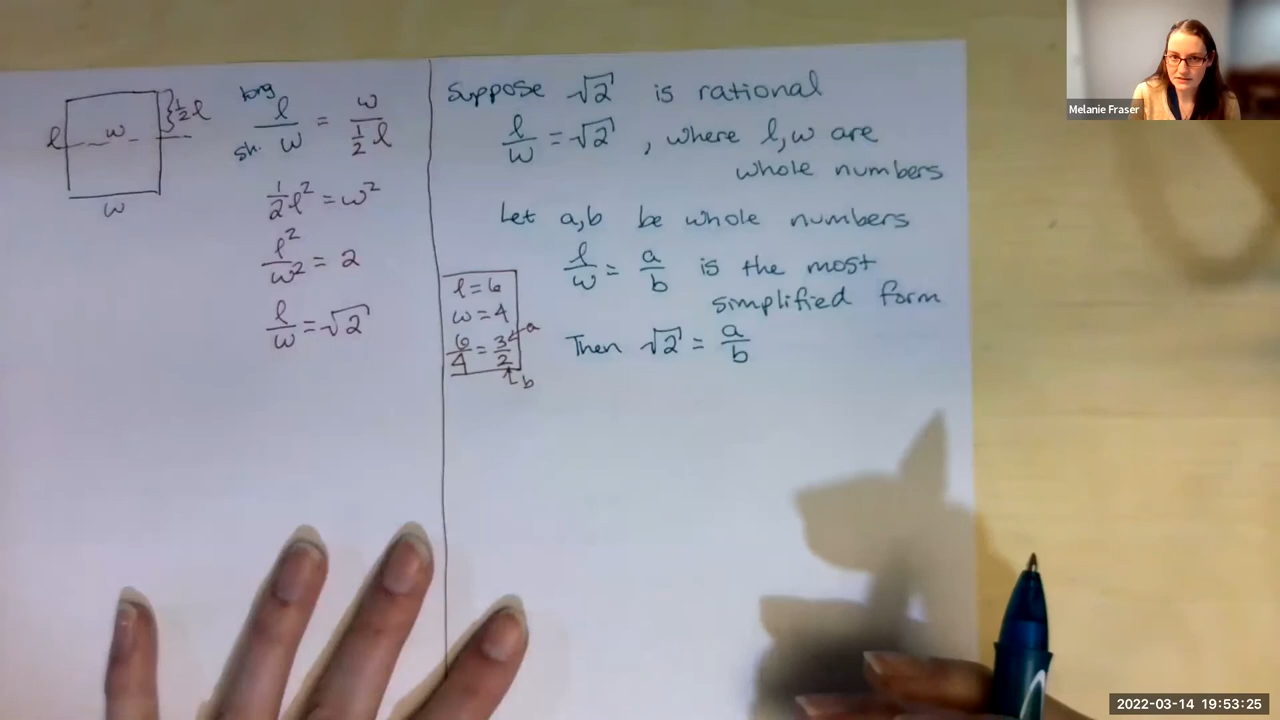 l
w
w
}½l
long
l/w = w/(½l)
sh.
½l² = w²
l²/w² = 2
l/w = √2
Suppose √2 is rational
l/w = √2 , where l,w are
whole numbers
Let a,b be whole numbers
l/w = a/b is the most
simplified form
l=6
w=4
6/4 = 3/2
a
b
Then √2 = a/b
Melanie Fraser
2022-03-14 19:53:25